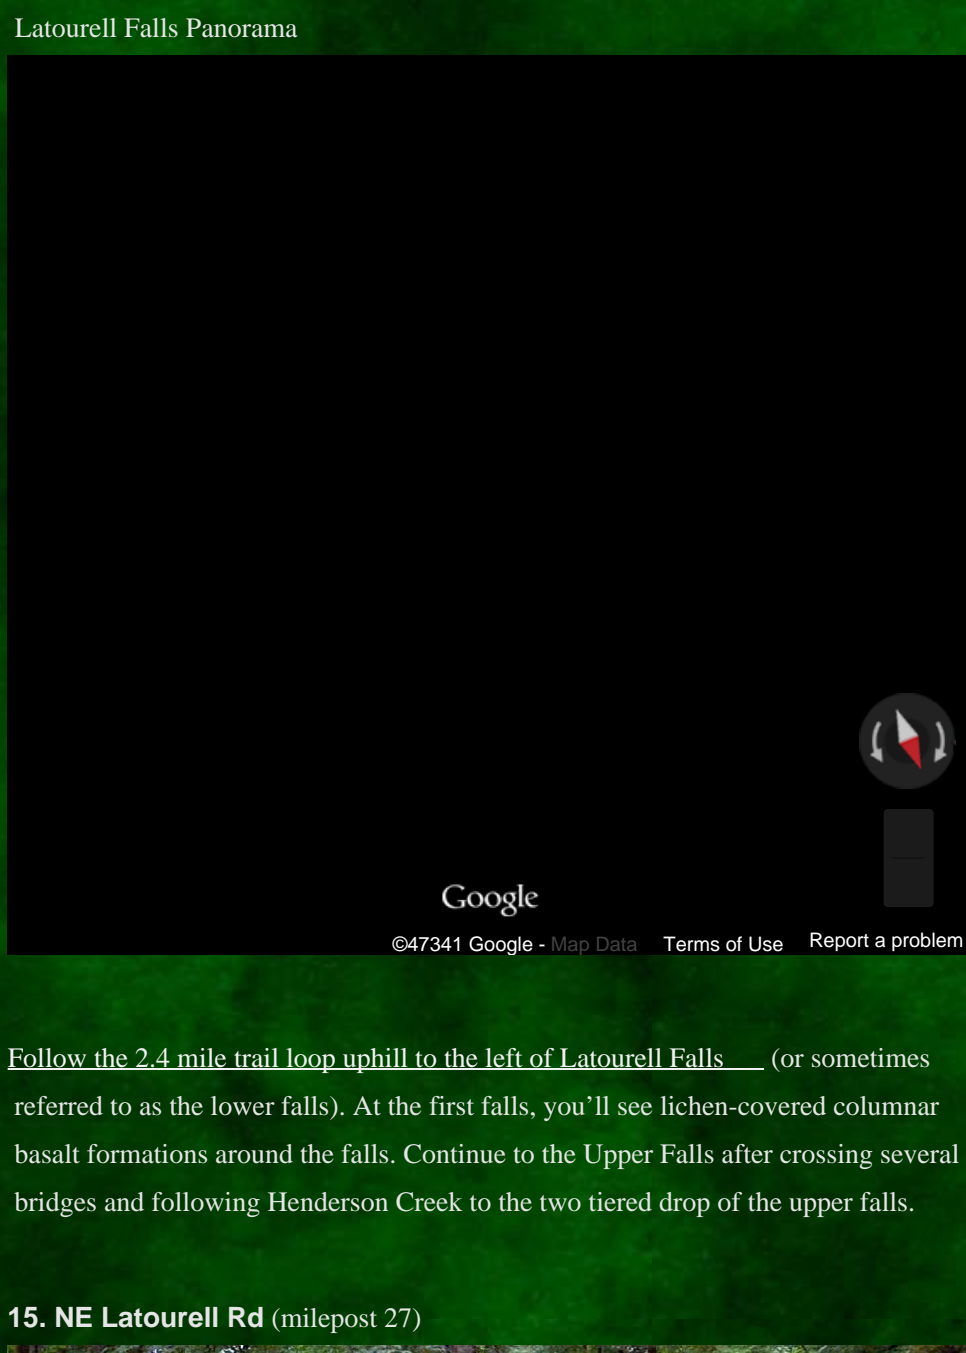 Latourell Falls Panorama
Google
©47341 Google - Map Data Terms of Use Report a problem
Follow the 2.4 mile trail loop uphill to the left of Latourell Falls (or sometimes
referred to as the lower falls). At the first falls, you’ll see lichen-covered columnar
basalt formations around the falls. Continue to the Upper Falls after crossing several
bridges and following Henderson Creek to the two tiered drop of the upper falls.
15. NE Latourell Rd (milepost 27)